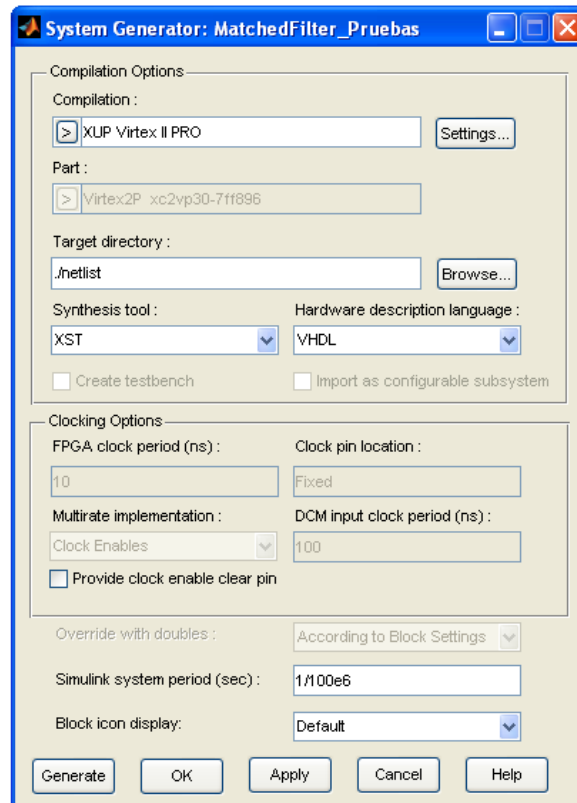 System Generator: MatchedFilter_Pruebas
Compilation Options
Compilation :
> XUP Virtex II PRO Settings...
Part :
> Virtex2P xc2vp30-7ff896
Target directory :
./netlist Browse...
Synthesis tool : Hardware description language :
XST VHDL
Create testbench Import as configurable subsystem
Clocking Options
FPGA clock period (ns) : Clock pin location :
10 Fixed
Multirate implementation : DCM input clock period (ns) :
Clock Enables 100
Provide clock enable clear pin
Override with doubles : According to Block Settings
Simulink system period (sec) : 1/100e6
Block icon display: Default
Generate OK Apply Cancel Help